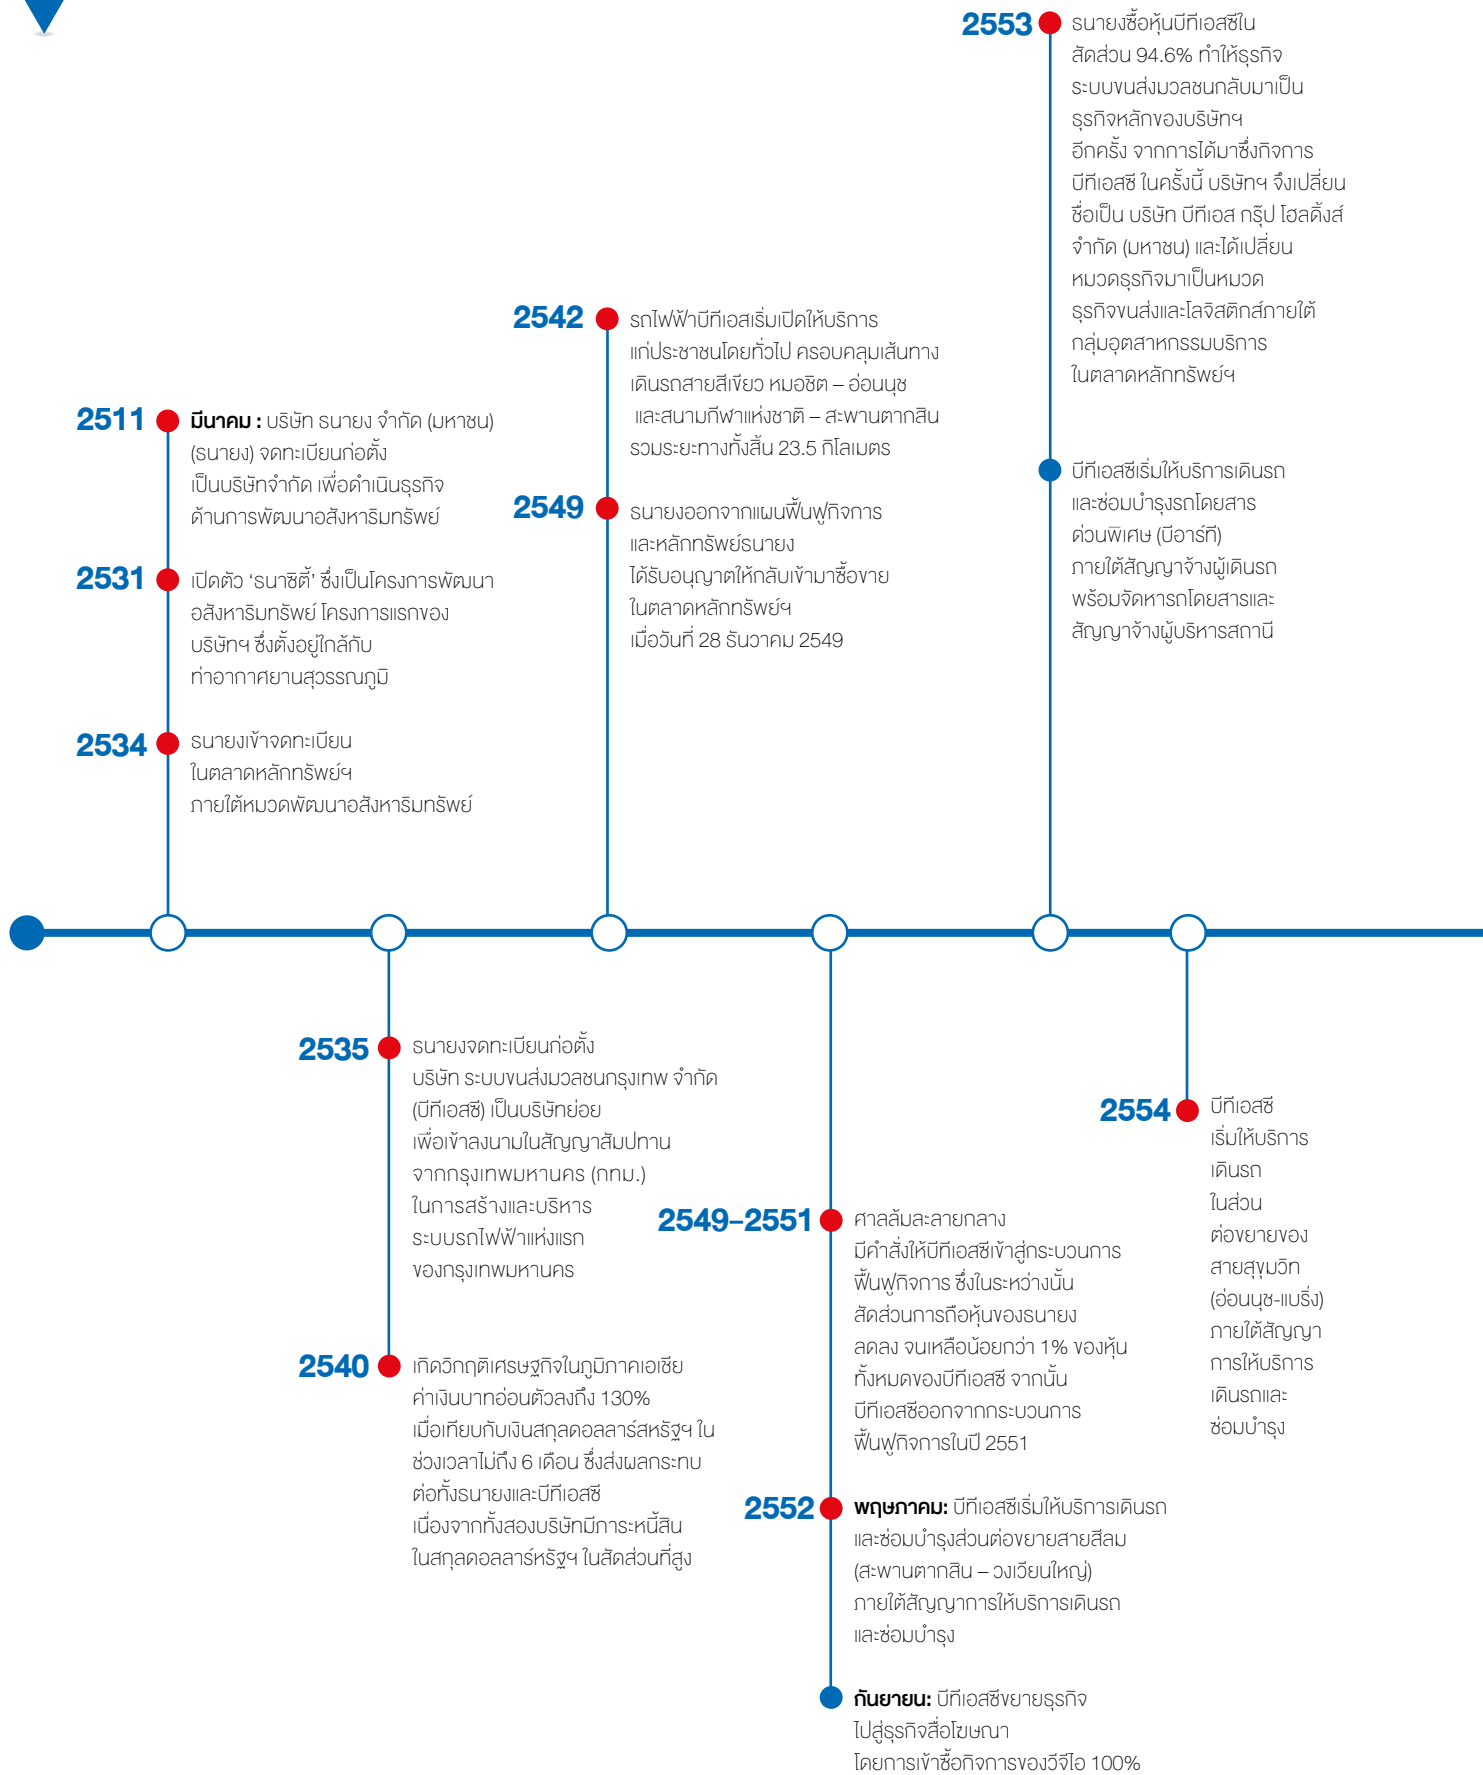 2511
มีนาคม : บริษัท ธนายง จำกัด (มหาชน)
(ธนายง) จดทะเบียนก่อตั้ง
เป็นบริษัทจำกัด เพื่อดำเนินธุรกิจ
ด้านการพัฒนาอสังหาริมทรัพย์
2531
เปิดตัว ‘ธนาซิตี้’ ซึ่งเป็นโครงการพัฒนา
อสังหาริมทรัพย์ โครงการแรกของ
บริษัทฯ ซึ่งตั้งอยู่ใกล้กับ
ท่าอากาศยานสุวรรณภูมิ
2534
ธนายงเข้าจดทะเบียน
ในตลาดหลักทรัพย์ฯ
ภายใต้หมวดพัฒนาอสังหาริมทรัพย์
2535
ธนายงจดทะเบียนก่อตั้ง
บริษัท ระบบขนส่งมวลชนกรุงเทพ จำกัด
(บีทีเอสซี) เป็นบริษัทย่อย
เพื่อเข้าลงนามในสัญญาสัมปทาน
จากกรุงเทพมหานคร (กทม.)
ในการสร้างและบริหาร
ระบบรถไฟฟ้าแห่งแรก
ของกรุงเทพมหานคร
2540
เกิดวิกฤติเศรษฐกิจในภูมิภาคเอเชีย
ค่าเงินบาทอ่อนตัวลงถึง 130%
เมื่อเทียบกับเงินสกุลดอลลาร์สหรัฐฯ ใน
ช่วงเวลาไม่ถึง 6 เดือน ซึ่งส่งผลกระทบ
ต่อทั้งธนายงและบีทีเอสซี
เนื่องจากทั้งสองบริษัทมีภาระหนี้สิน
ในสกุลดอลลาร์หรัฐฯ ในสัดส่วนที่สูง
2542
รถไฟฟ้าบีทีเอสเริ่มเปิดให้บริการ
แก่ประชาชนโดยทั่วไป ครอบคลุมเส้นทาง
เดินรถสายสีเขียว หมอชิต – อ่อนนุช
และสนามกีฬาแห่งชาติ – สะพานตากสิน
รวมระยะทางทั้งสิ้น 23.5 กิโลเมตร
2549
ธนายงออกจากแผนฟื้นฟูกิจการ
และหลักทรัพย์ธนายง
ได้รับอนุญาตให้กลับเข้ามาซื้อขาย
ในตลาดหลักทรัพย์ฯ
เมื่อวันที่ 28 ธันวาคม 2549
2549–2551
ศาลล้มละลายกลาง
มีคำสั่งให้บีทีเอสซีเข้าสู่กระบวนการ
ฟื้นฟูกิจการ ซึ่งในระหว่างนั้น
สัดส่วนการถือหุ้นของธนายง
ลดลง จนเหลือน้อยกว่า 1% ของหุ้น
ทั้งหมดของบีทีเอสซี จากนั้น
บีทีเอสซีออกจากกระบวนการ
ฟื้นฟูกิจการในปี 2551
2552
พฤษภาคม: บีทีเอสซีเริ่มให้บริการเดินรถ
และซ่อมบำรุงส่วนต่อขยายสายสีลม
(สะพานตากสิน – วงเวียนใหญ่)
ภายใต้สัญญาการให้บริการเดินรถ
และซ่อมบำรุง
กันยายน: บีทีเอสซีขยายธุรกิจ
ไปสู่ธุรกิจสื่อโฆษณา
โดยการเข้าซื้อกิจการของวีจีไอ 100%
2553
ธนายงซื้อหุ้นบีทีเอสซีใน
สัดส่วน 94.6% ทำให้ธุรกิจ
ระบบขนส่งมวลชนกลับมาเป็น
ธุรกิจหลักของบริษัทฯ
อีกครั้ง จากการได้มาซึ่งกิจการ
บีทีเอสซี ในครั้งนี้ บริษัทฯ จึงเปลี่ยน
ชื่อเป็น บริษัท บีทีเอส กรุ๊ป โฮลดิ้งส์
จำกัด (มหาชน) และได้เปลี่ยน
หมวดธุรกิจมาเป็นหมวด
ธุรกิจขนส่งและโลจิสติกส์ภายใต้
กลุ่มอุตสาหกรรมบริการ
ในตลาดหลักทรัพย์ฯ
บีทีเอสซีเริ่มให้บริการเดินรถ
และซ่อมบำรุงรถโดยสาร
ด่วนพิเศษ (บีอาร์ที)
ภายใต้สัญญาจ้างผู้เดินรถ
พร้อมจัดหารถโดยสารและ
สัญญาจ้างผู้บริหารสถานี
2554
บีทีเอสซี
เริ่มให้บริการ
เดินรถ
ในส่วน
ต่อขยายของ
สายสุขุมวิท
(อ่อนนุช-แบริ่ง)
ภายใต้สัญญา
การให้บริการ
เดินรถและ
ซ่อมบำรุง